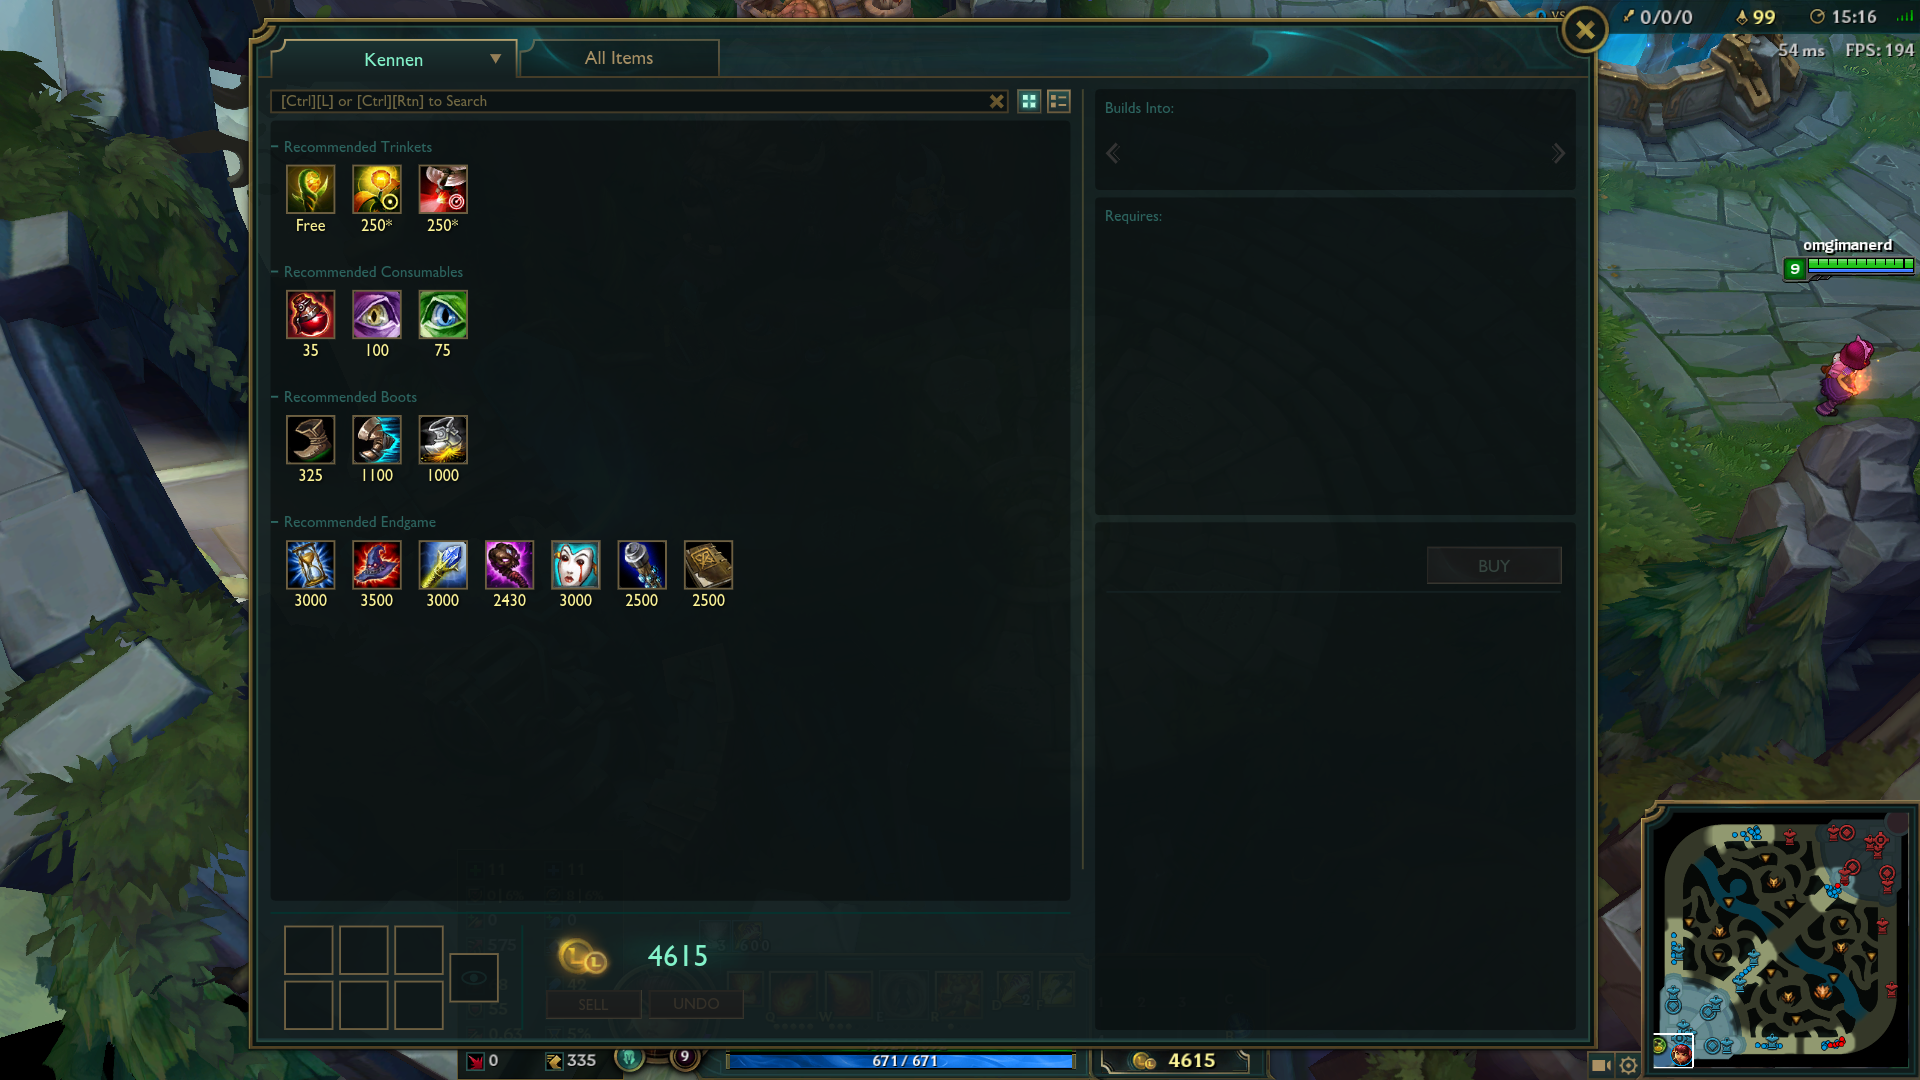 VS
0/0/0
99
15:16
54 ms FPS: 194
Kennen
All Items
[Ctrl][L] or [Ctrl][Rtn] to Search
Recommended Trinkets
Free
250*
250*
Recommended Consumables
35
100
75
Recommended Boots
325
1100
1000
Recommended Endgame
3000
3500
3000
2430
3000
2500
2500
Builds Into:
Requires:
BUY
omgimanerd
9
4615
SELL
UNDO
0
335
9
671 / 671
4615